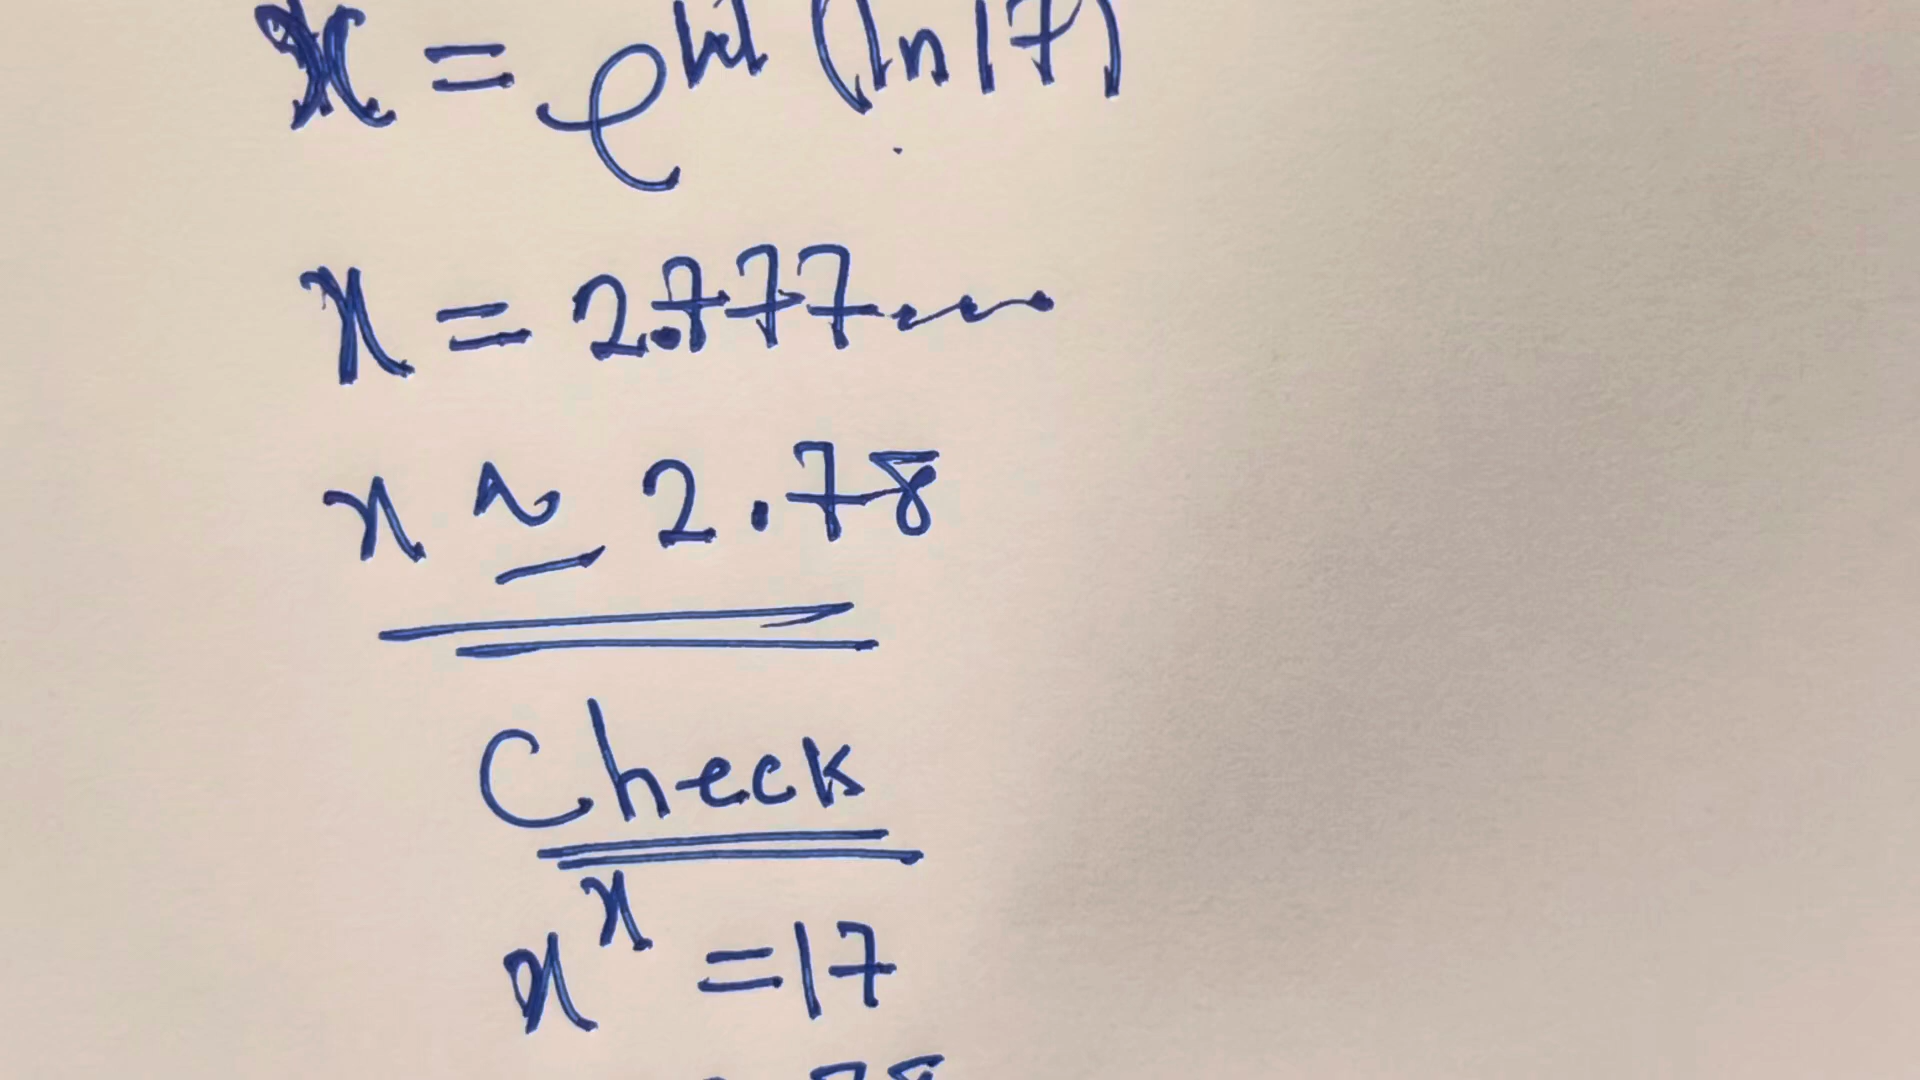 x = e^W(ln17)
x = 2.777....
x ≃ 2.78
Check
x^x = 17